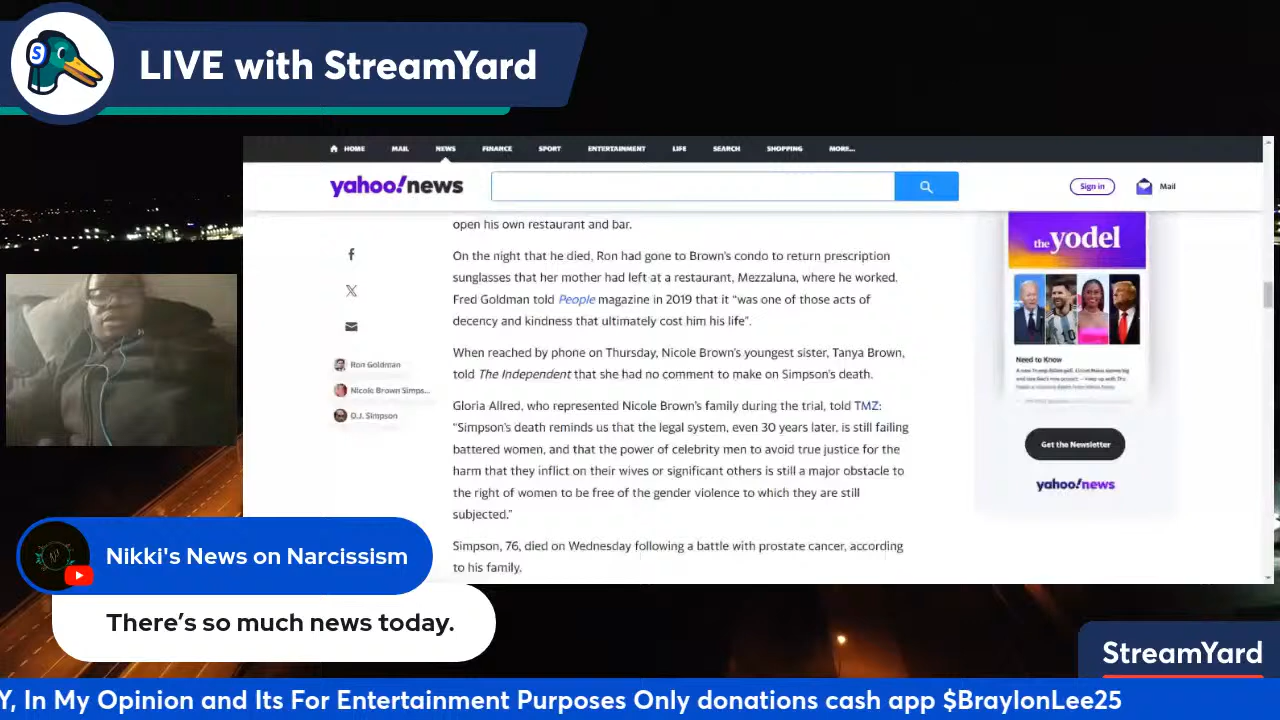 S
LIVE with StreamYard
HOME MAIL NEWS FINANCE SPORT ENTERTAINMENT LIFE SEARCH SHOPPING MORE...
yahoo!news
Sign in
Mail
open his own restaurant and bar.
On the night that he died, Ron had gone to Brown's condo to return prescription
sunglasses that her mother had left at a restaurant, Mezzaluna, where he worked.
Fred Goldman told People magazine in 2019 that it “was one of those acts of
decency and kindness that ultimately cost him his life”.
When reached by phone on Thursday, Nicole Brown's youngest sister, Tanya Brown,
told The Independent that she had no comment to make on Simpson's death.
Gloria Allred, who represented Nicole Brown's family during the trial, told TMZ:
“Simpson's death reminds us that the legal system, even 30 years later, is still failing
battered women, and that the power of celebrity men to avoid true justice for the
harm that they inflict on their wives or significant others is still a major obstacle to
the right of women to be free of the gender violence to which they are still
subjected.”
Simpson, 76, died on Wednesday following a battle with prostate cancer, according
to his family.
Ron Goldman
Nicole Brown Simps...
O.J. Simpson
the yodel
Need to Know
Get the Newsletter
yahoo!news
Nikki's News on Narcissism
There’s so much news today.
StreamYard
Y, In My Opinion and Its For Entertainment Purposes Only donations cash app $BraylonLee25